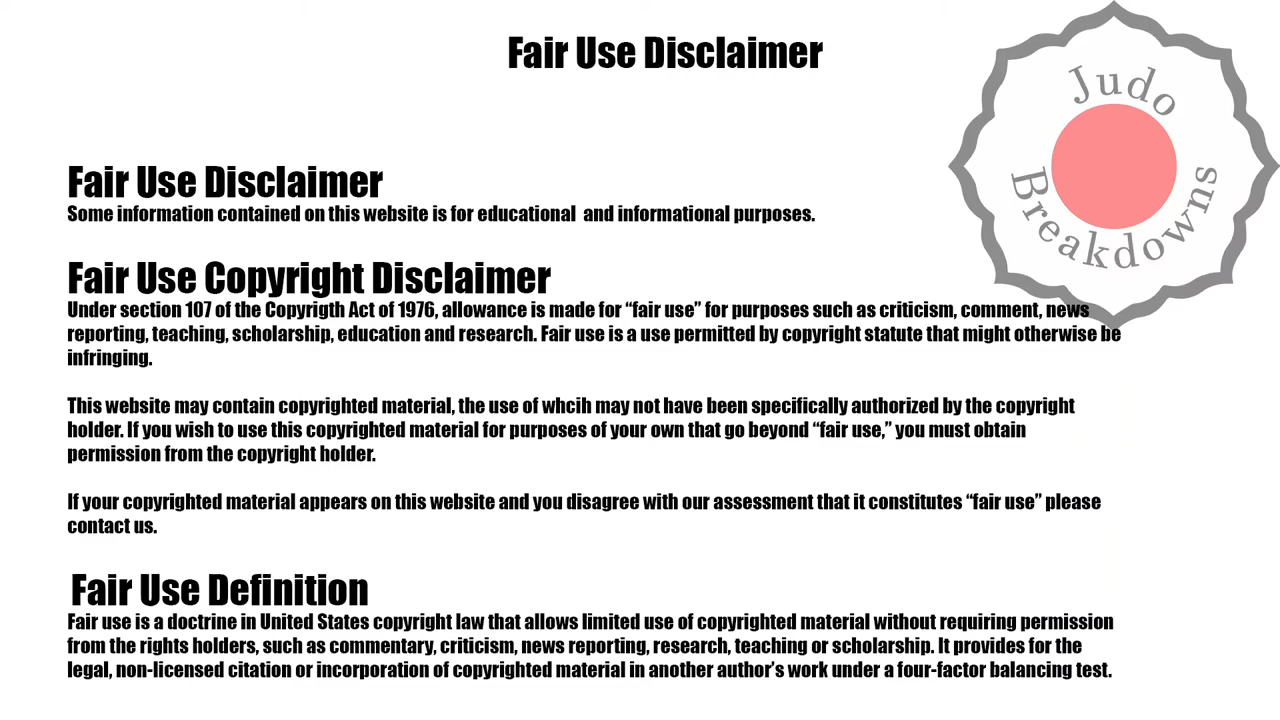 Fair Use Disclaimer
Judo
Breakdowns
Fair Use Disclaimer
Some information contained on this website is for educational  and informational purposes.
Fair Use Copyright Disclaimer
Under section 107 of the Copyrigth Act of 1976, allowance is made for “fair use” for purposes such as criticism, comment, news
reporting, teaching, scholarship, education and research. Fair use is a use permitted by copyright statute that might otherwise be
infringing.
This website may contain copyrighted material, the use of whcih may not have been specifically authorized by the copyright
holder. If you wish to use this copyrighted material for purposes of your own that go beyond “fair use,” you must obtain
permission from the copyright holder.
If your copyrighted material appears on this website and you disagree with our assessment that it constitutes “fair use” please
contact us.
Fair Use Definition
Fair use is a doctrine in United States copyright law that allows limited use of copyrighted material without requiring permission
from the rights holders, such as commentary, criticism, news reporting, research, teaching or scholarship. It provides for the
legal, non-licensed citation or incorporation of copyrighted material in another author’s work under a four-factor balancing test.